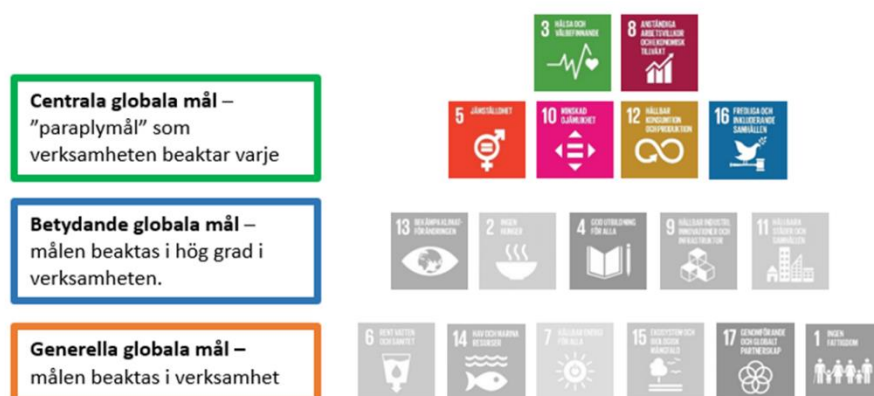 Centrala globala mål –
”paraplymål” som
verksamheten beaktar varje
3 HÄLSA OCH
VÄLBEFINNANDE
8 ANSTÄNDIGA
ARBETSVILLKOR
OCH EKONOMISK
TILLVÄXT
5 JÄMSTÄLLDHET
10 MINSKAD
OJÄMLIKHET
12 HÅLLBAR
KONSUMTION
OCH PRODUKTION
16 FREDLIGA OCH
INKLUDERANDE
SAMHÄLLEN
Betydande globala mål –
målen beaktas i hög grad i
verksamheten.
13 BEKÄMPA KLIMAT-
FÖRÄNDRINGEN
2 INGEN
HUNGER
4 GOD UTBILDNING
FÖR ALLA
9 HÅLLBAR INDUSTRI,
INNOVATIONER OCH
INFRASTRUKTUR
11 HÅLLBARA
STÄDER OCH
SAMHÄLLEN
Generella globala mål –
målen beaktas i verksamhet
6 RENT VATTEN
OCH SANITET
14 HAV OCH MARINA
RESURSER
7 HÅLLBAR ENERGI
FÖR ALLA
15 EKOSYSTEM OCH
BIOLOGISK
MÅNGFALD
17 GENOMFÖRANDE
OCH GLOBALT
PARTNERSKAP
1 INGEN
FATTIGDOM